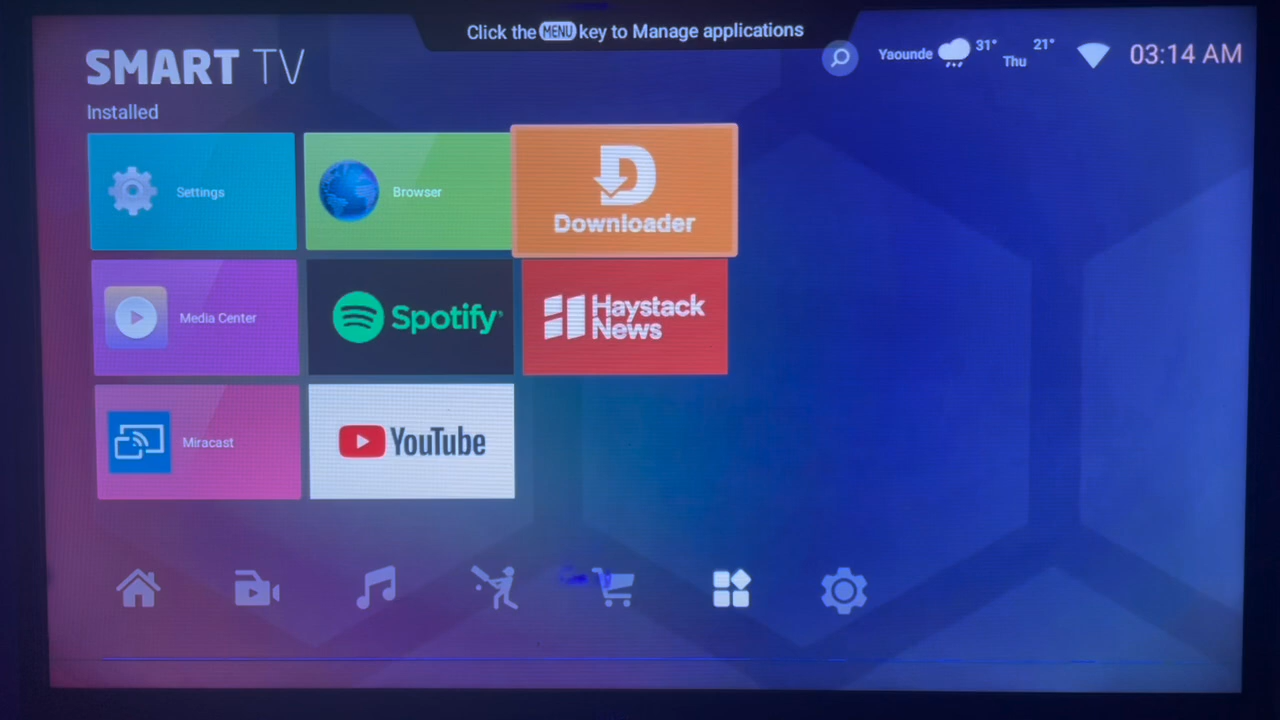 Click the MENU key to Manage applications
SMART TV
Yaounde 31° Thu 21° 03:14 AM
Installed
Settings
Browser
D
Downloader
Media Center
Spotify
Haystack
News
Miracast
YouTube